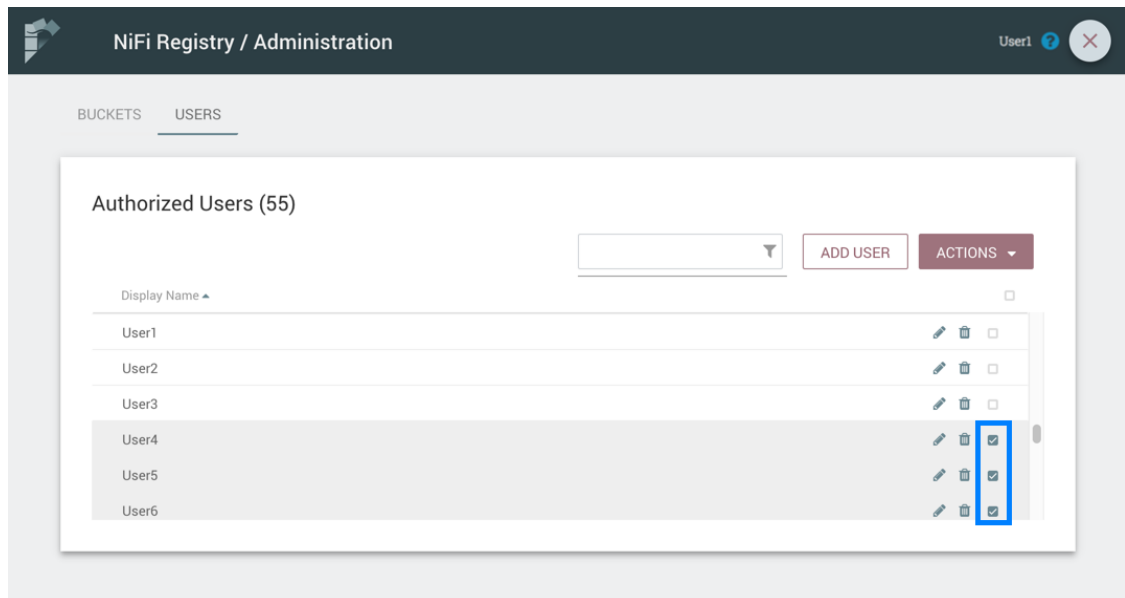 NiFi Registry / Administration
User1
BUCKETS USERS
Authorized Users (55)
ADD USER ACTIONS
Display Name
User1
User2
User3
User4
User5
User6